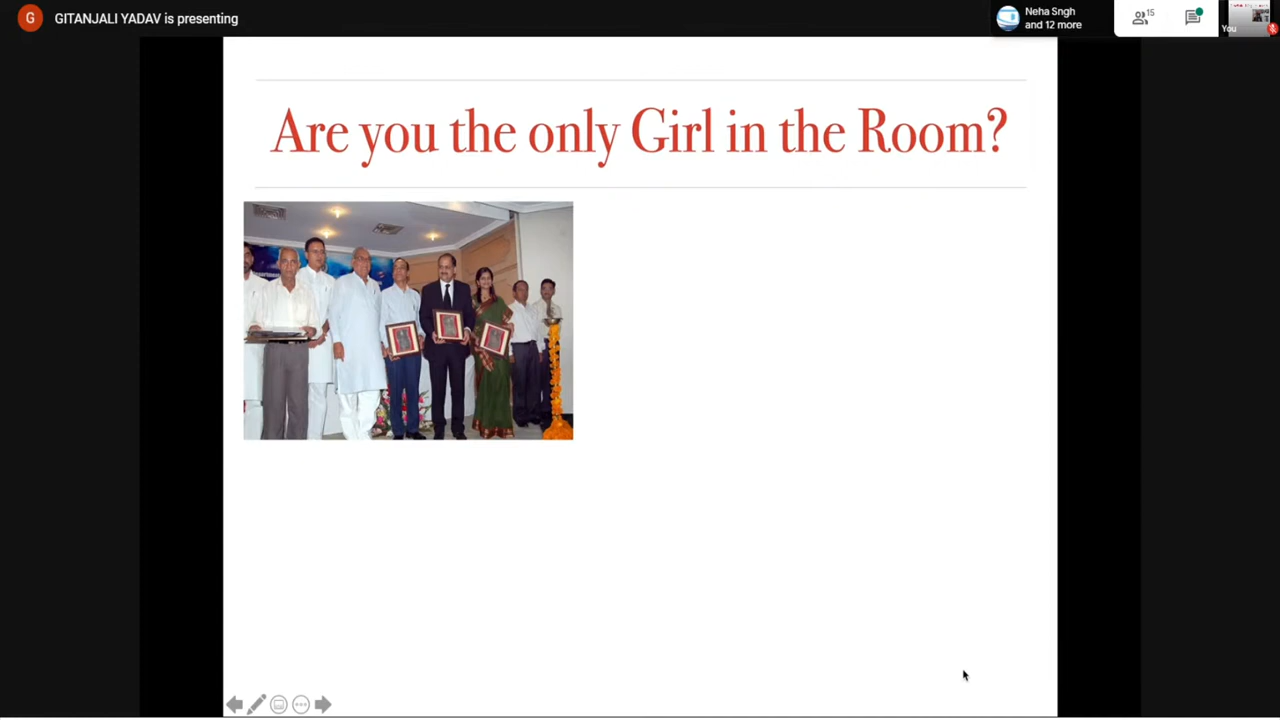 G
GITANJALI YADAV is presenting
Neha Sngh
and 12 more
15
You
Are you the only Girl in the Room?